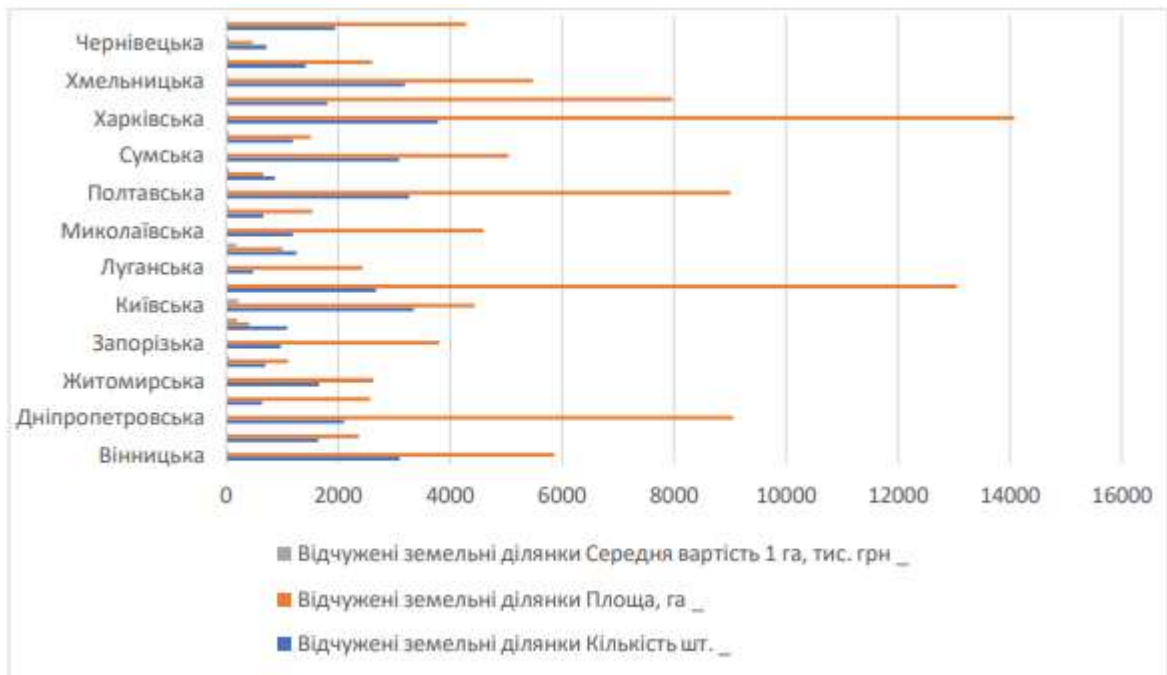 Чернівецька
Хмельницька
Харківська
Сумська
Полтавська
Миколаївська
Луганська
Київська
Запорізька
Житомирська
Дніпропетровська
Вінницька
0 2000 4000 6000 8000 10000 12000 14000 16000
Відчужені земельні ділянки Середня вартість 1 га, тис. грн _
Відчужені земельні ділянки Площа, га _
Відчужені земельні ділянки Кількість шт. _